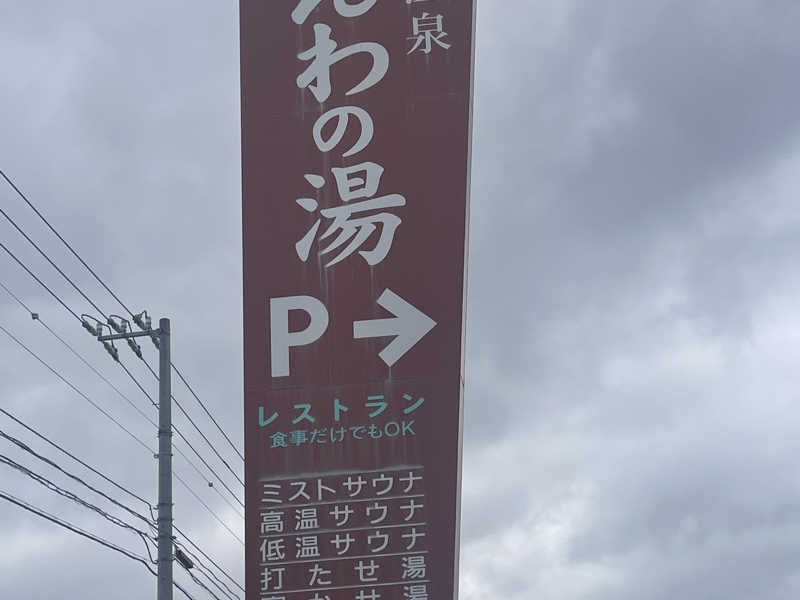 泉
んわの湯
P→
レストラン
食事だけでもOK
ミストサウナ
高温サウナ
低温サウナ
打たせ湯